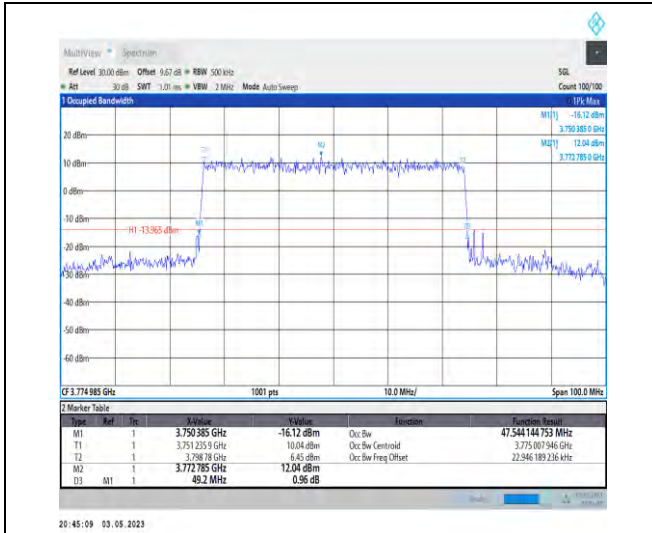 MultiView Spectrum
Ref Level 30.00 dBm Offset 9.67 dB RBW 500 kHz SGL
Att 30 dB SWT 1.01 ms VBW 2 MHz Mode Auto Sweep Count 100/100
1 Occupied Bandwidth 1Pk Max
M1[1] -16.12 dBm
3.750 385 0 GHz
M2[1] 12.04 dBm
3.772 785 0 GHz
20 dBm
M2
T2
10 dBm
0 dBm
-10 dBm
M1
H1 -13.965 dBm
-20 dBm
-40 dBm
-50 dBm
-60 dBm
CF 3.774 985 GHz 1001 pts 10.0 MHz/ Span 100.0 MHz
2 Marker Table
Type Ref Trc X-Value Y-Value Function Function Result
M1 1 3.750 385 GHz -16.12 dBm Occ Bw 47.544 144 753 MHz
T1 1 3.751 235 9 GHz 10.04 dBm Occ Bw Centroid 3.775 007 946 GHz
T2 1 3.798 78 GHz 6.45 dBm Occ Bw Freq Offset 22.946 189 236 kHz
M2 1 3.772 785 GHz 12.04 dBm
D3 M1 1 49.2 MHz 0.96 dB
20:45:09 03.05.2023